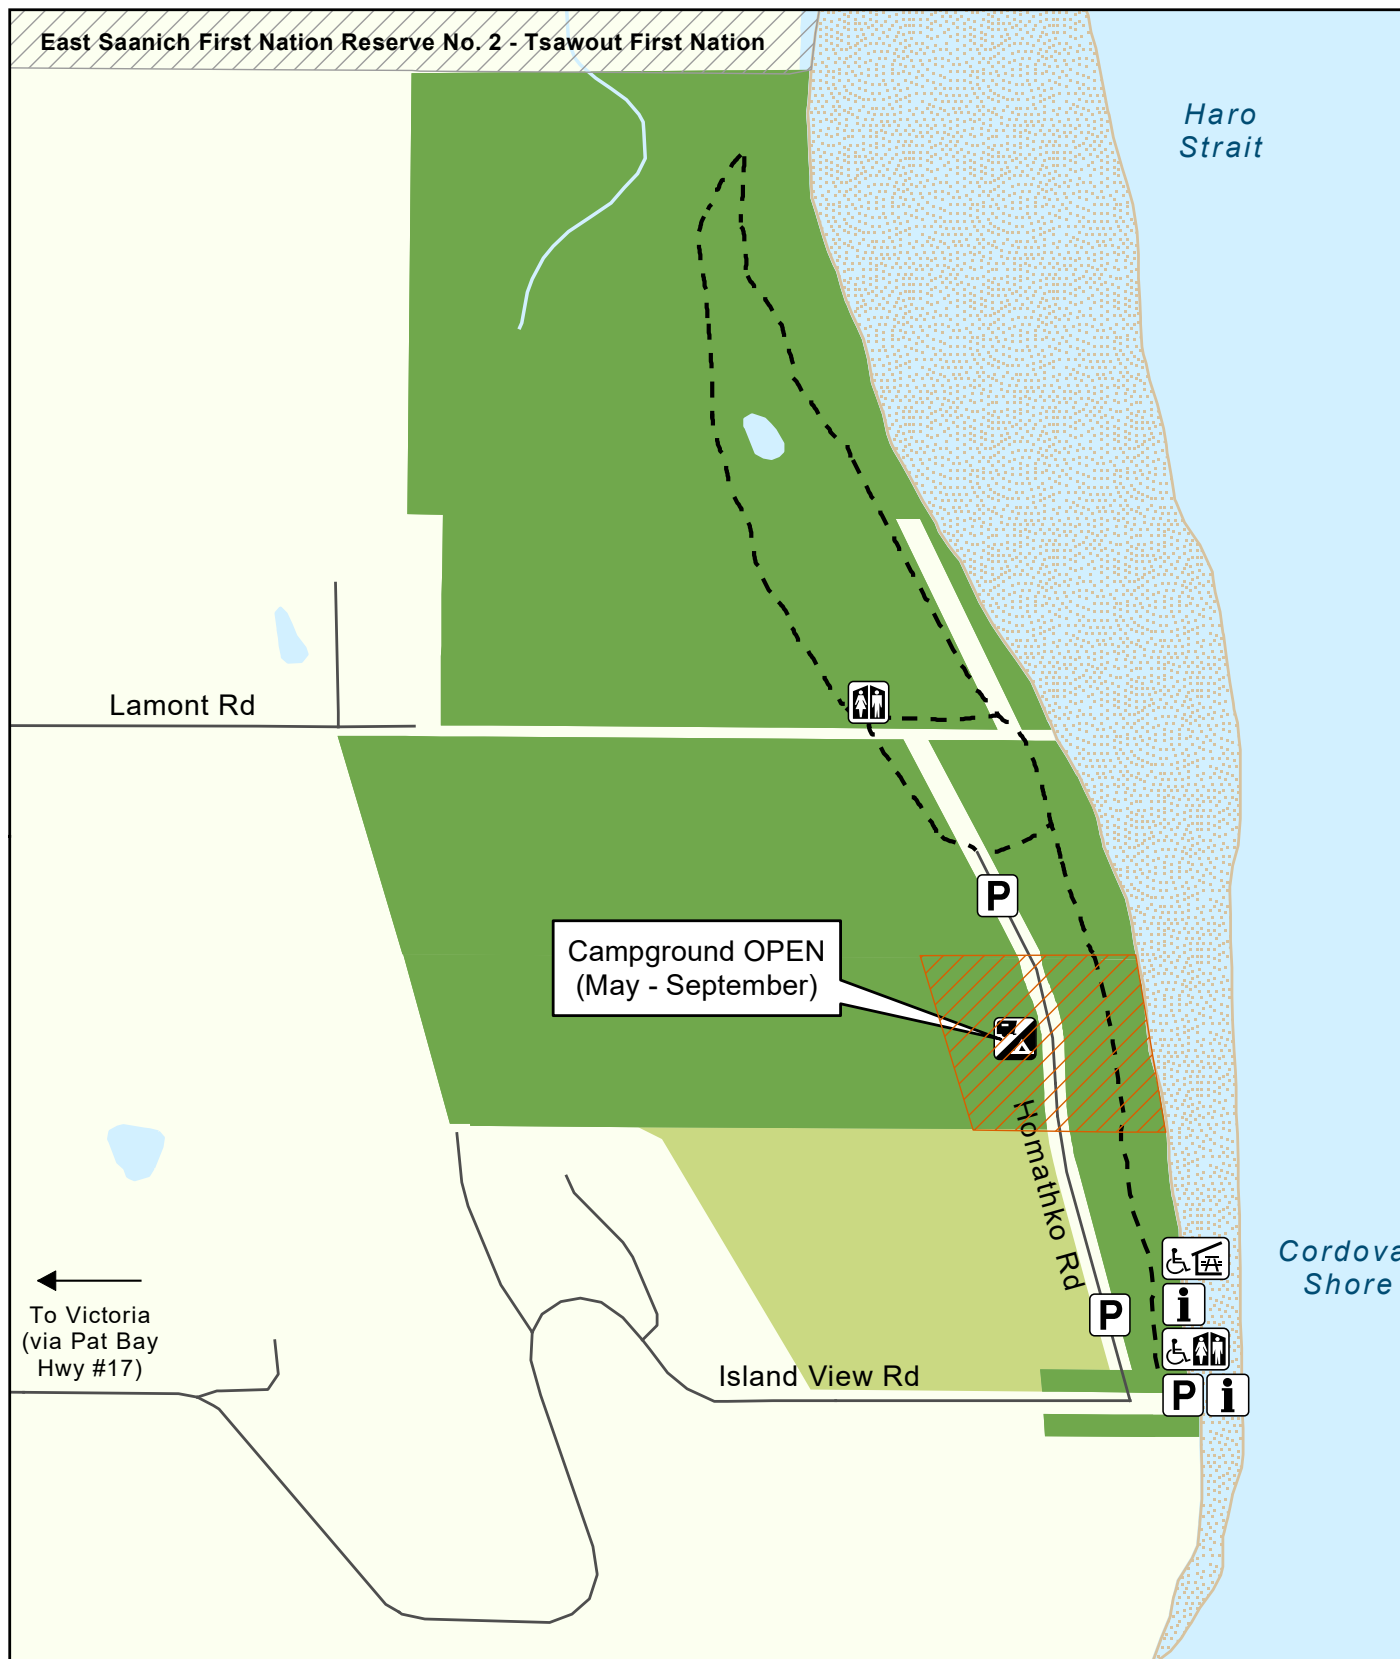 East Saanich First Nation Reserve No. 2 - Tsawout First Nation
Haro
Strait
Lamont Rd
P
Campground OPEN
(May - September)
Homathko Rd
Cordova
Shore
i
P
To Victoria
(via Pat Bay
Hwy #17)
Island View Rd
P
i